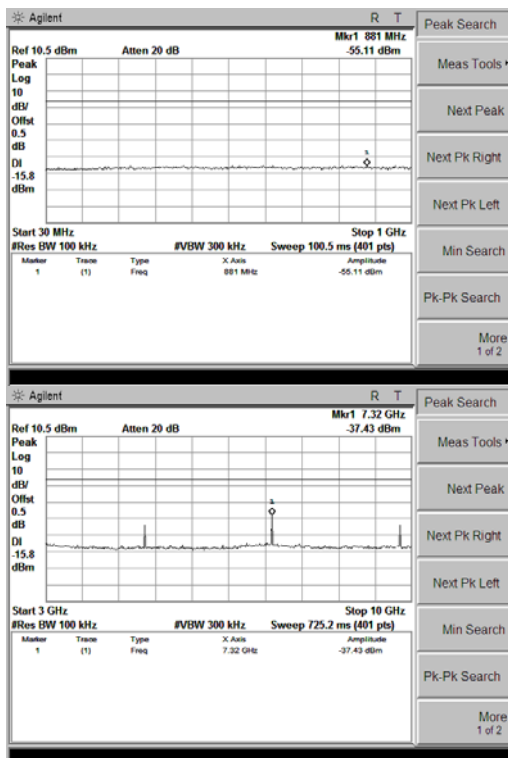 Agilent R T
Peak Search
Mkr1 881 MHz
Ref 10.5 dBm Atten 20 dB -55.11 dBm
Peak
Log
10
dB/
Offst
0.5
dB
DI
-15.8
dBm
1
Start 30 MHz Stop 1 GHz
#Res BW 100 kHz #VBW 300 kHz Sweep 100.5 ms (401 pts)
Marker Trace Type X Axis Amplitude
1 (1) Freq 881 MHz -55.11 dBm
Meas Tools
Next Peak
Next Pk Right
Next Pk Left
Min Search
Pk-Pk Search
More
1 of 2
Agilent R T
Peak Search
Mkr1 7.32 GHz
Ref 10.5 dBm Atten 20 dB -37.43 dBm
Peak
Log
10
dB/
Offst
0.5
dB
DI
-15.8
dBm
1
Start 3 GHz Stop 10 GHz
#Res BW 100 kHz #VBW 300 kHz Sweep 725.2 ms (401 pts)
Marker Trace Type X Axis Amplitude
1 (1) Freq 7.32 GHz -37.43 dBm
Meas Tools
Next Peak
Next Pk Right
Next Pk Left
Min Search
Pk-Pk Search
More
1 of 2